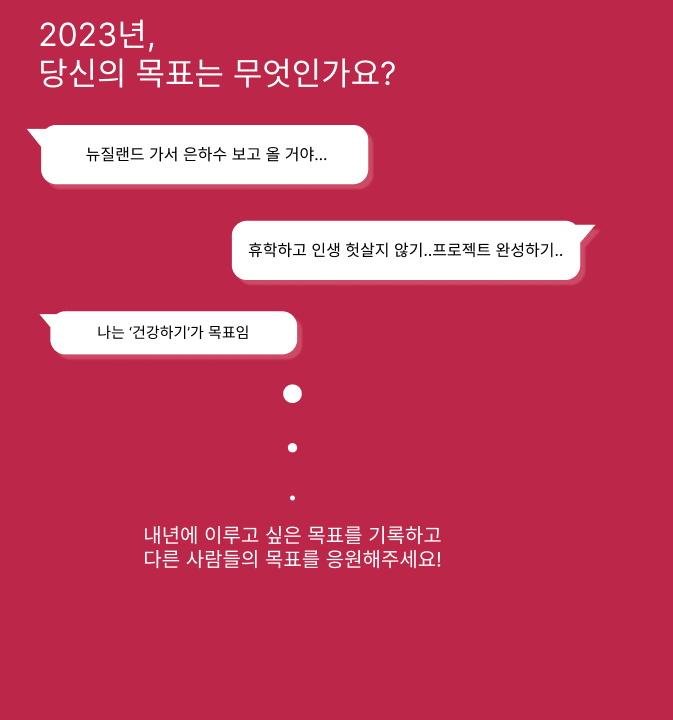 2023년,
당신의 목표는 무엇인가요?
뉴질랜드 가서 은하수 보고 올 거야...
휴학하고 인생 헛살지 않기..프로젝트 완성하기..
나는 ‘건강하기’가 목표임
내년에 이루고 싶은 목표를 기록하고
다른 사람들의 목표를 응원해주세요!